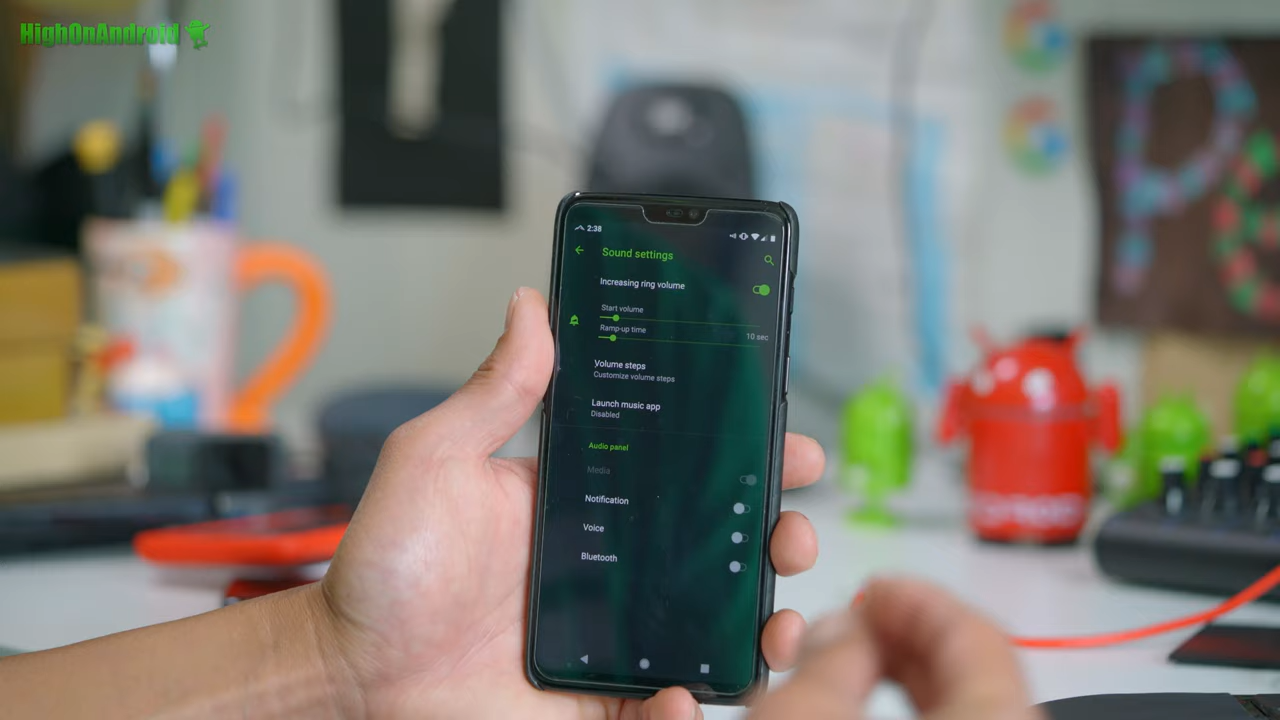 HighOnAndroid
2:38
Sound settings
Increasing ring volume
Start volume
Ramp-up time
10 sec
Volume steps
Customize volume steps
Launch music app
Disabled
Audio panel
Media
Notification
Voice
Bluetooth